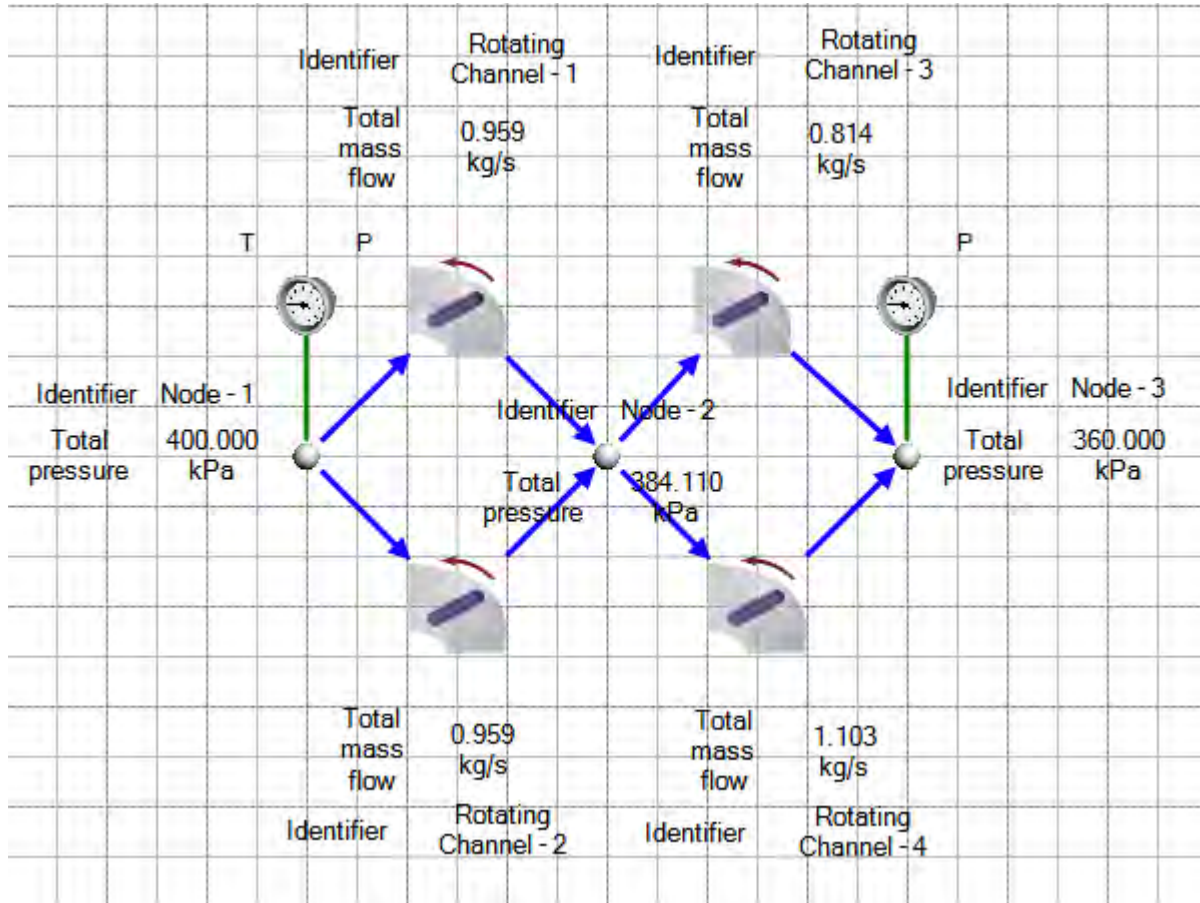 Identifier Rotating
Channel - 1
Identifier Rotating
Channel - 3
Total
mass
flow
0.959
kg/s
Total
mass
flow
0.814
kg/s
T P
P
Identifier Node - 1
Total
pressure
400.000
kPa
Identifier Node - 2
Total
pressure
384.110
kPa
Identifier Node - 3
Total
pressure
360.000
kPa
Total
mass
flow
0.959
kg/s
Total
mass
flow
1.103
kg/s
Identifier Rotating
Channel - 2
Identifier Rotating
Channel - 4